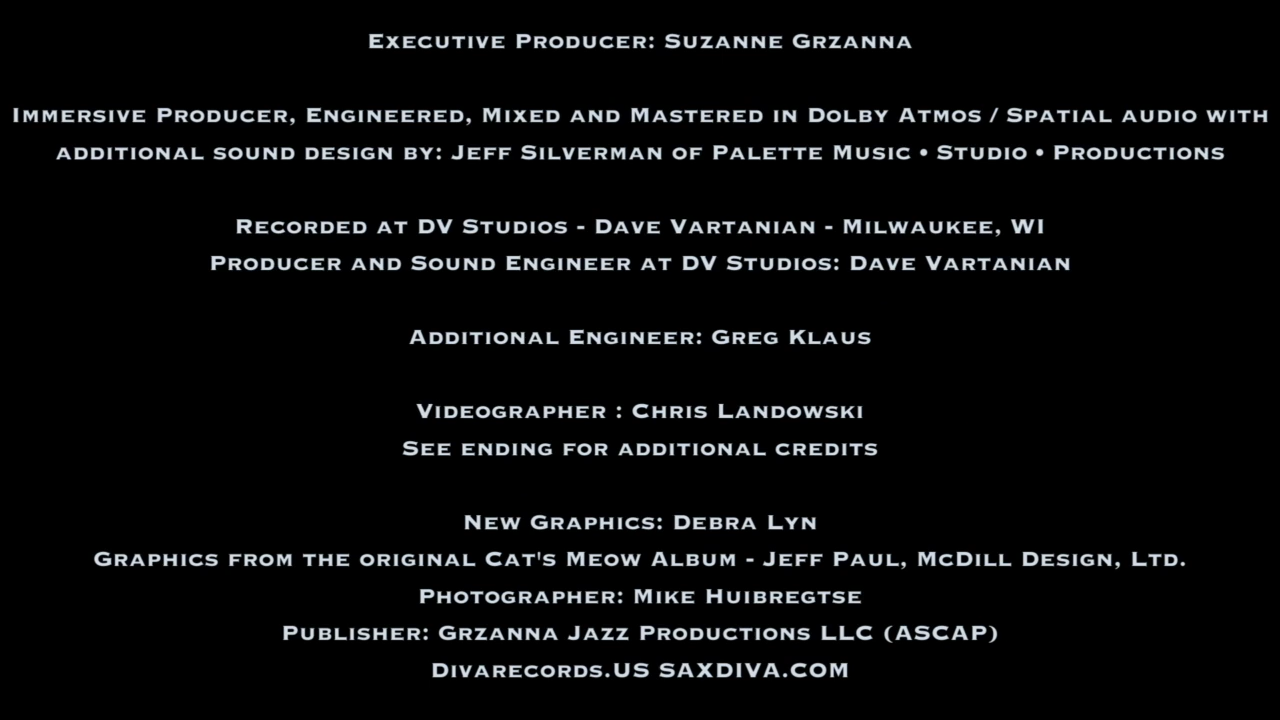 Executive Producer: Suzanne Grzanna
Immersive Producer, Engineered, Mixed and Mastered in Dolby Atmos / Spatial audio with
additional sound design by: Jeff Silverman of Palette Music • Studio • Productions
Recorded at DV Studios - Dave Vartanian - Milwaukee, WI
Producer and Sound Engineer at DV Studios: Dave Vartanian
Additional Engineer: Greg Klaus
Videographer : Chris Landowski
See ending for additional credits
New Graphics: Debra Lyn
Graphics from the original Cat's Meow Album - Jeff Paul, McDill Design, Ltd.
Photographer: Mike Huibregtse
Publisher: Grzanna Jazz Productions LLC (ASCAP)
Divarecords.US SAXDIVA.COM